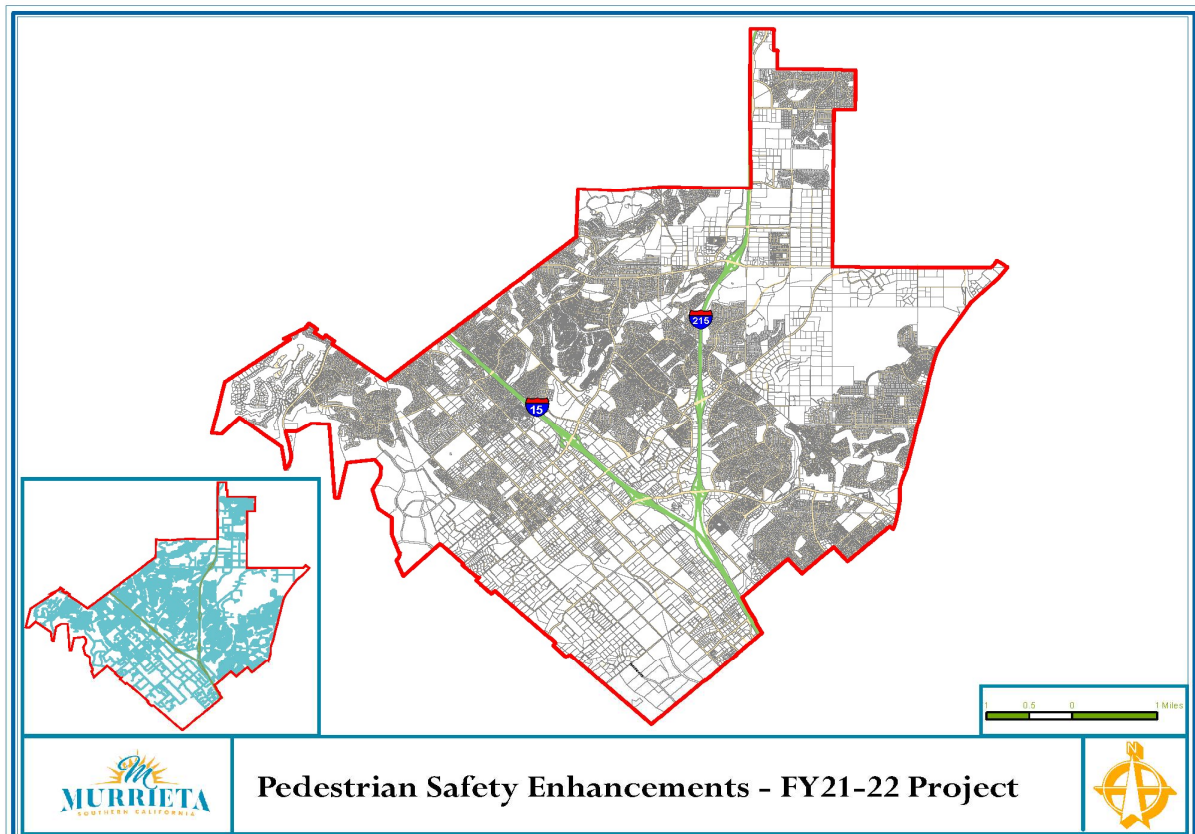 215
15
1 0.5 0 1 Miles
M
MURRIETA
SOUTHERN CALIFORNIA
Pedestrian Safety Enhancements - FY21-22 Project
N